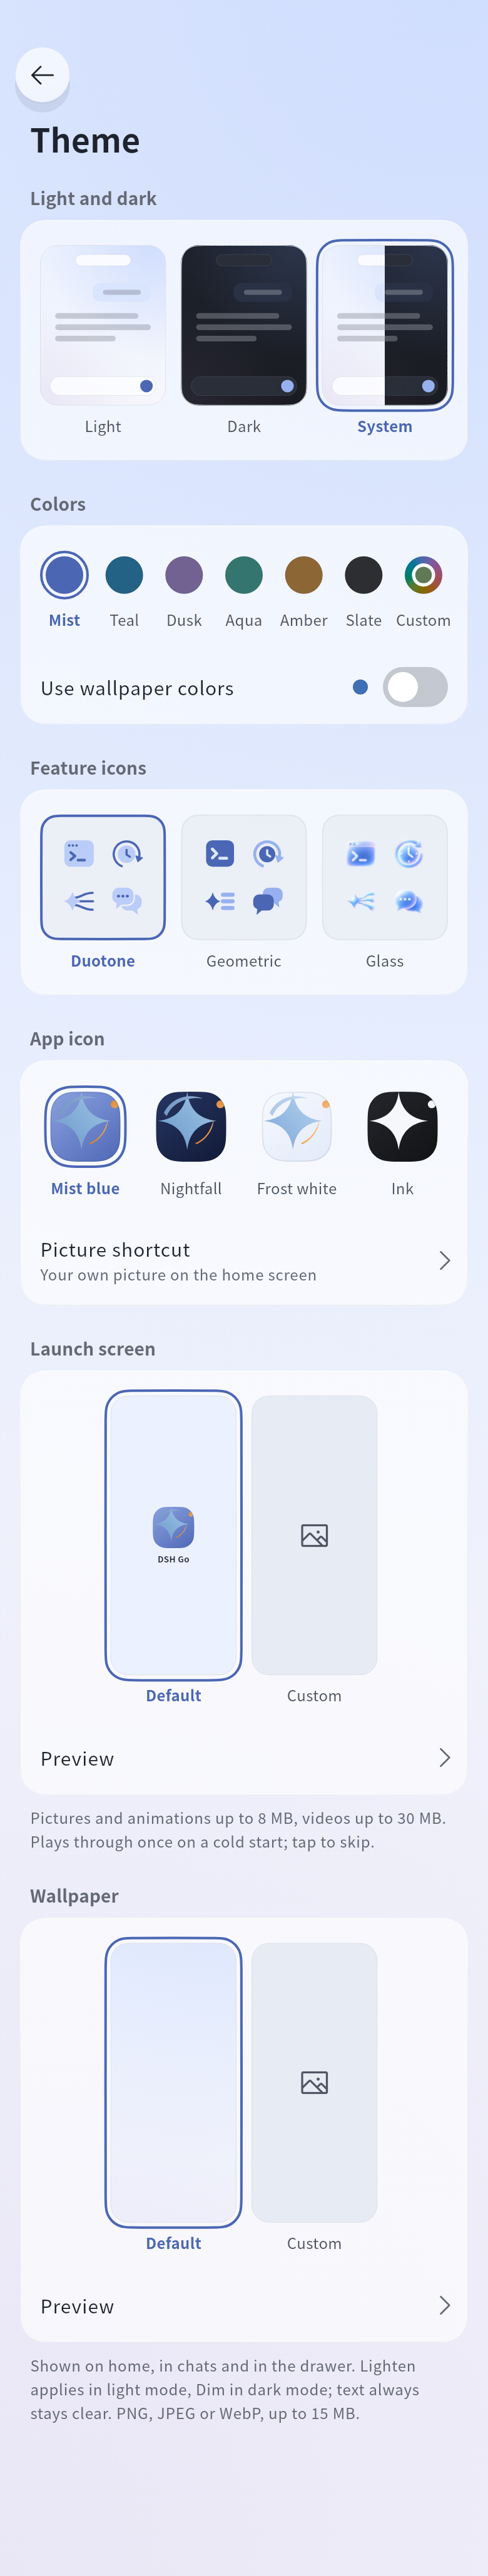 Theme
Light and dark
Light
Dark
System
Colors
Mist
Teal
Dusk
Aqua
Amber
Slate
Custom
Use wallpaper colors
Feature icons
Duotone
Geometric
Glass
App icon
Mist blue
Nightfall
Frost white
Ink
Picture shortcut
Your own picture on the home screen
Launch screen
DSH Go
Default
Custom
Preview
Pictures and animations up to 8 MB, videos up to 30 MB.
Plays through once on a cold start; tap to skip.
Wallpaper
Default
Custom
Preview
Shown on home, in chats and in the drawer. Lighten
applies in light mode, Dim in dark mode; text always
stays clear. PNG, JPEG or WebP, up to 15 MB.